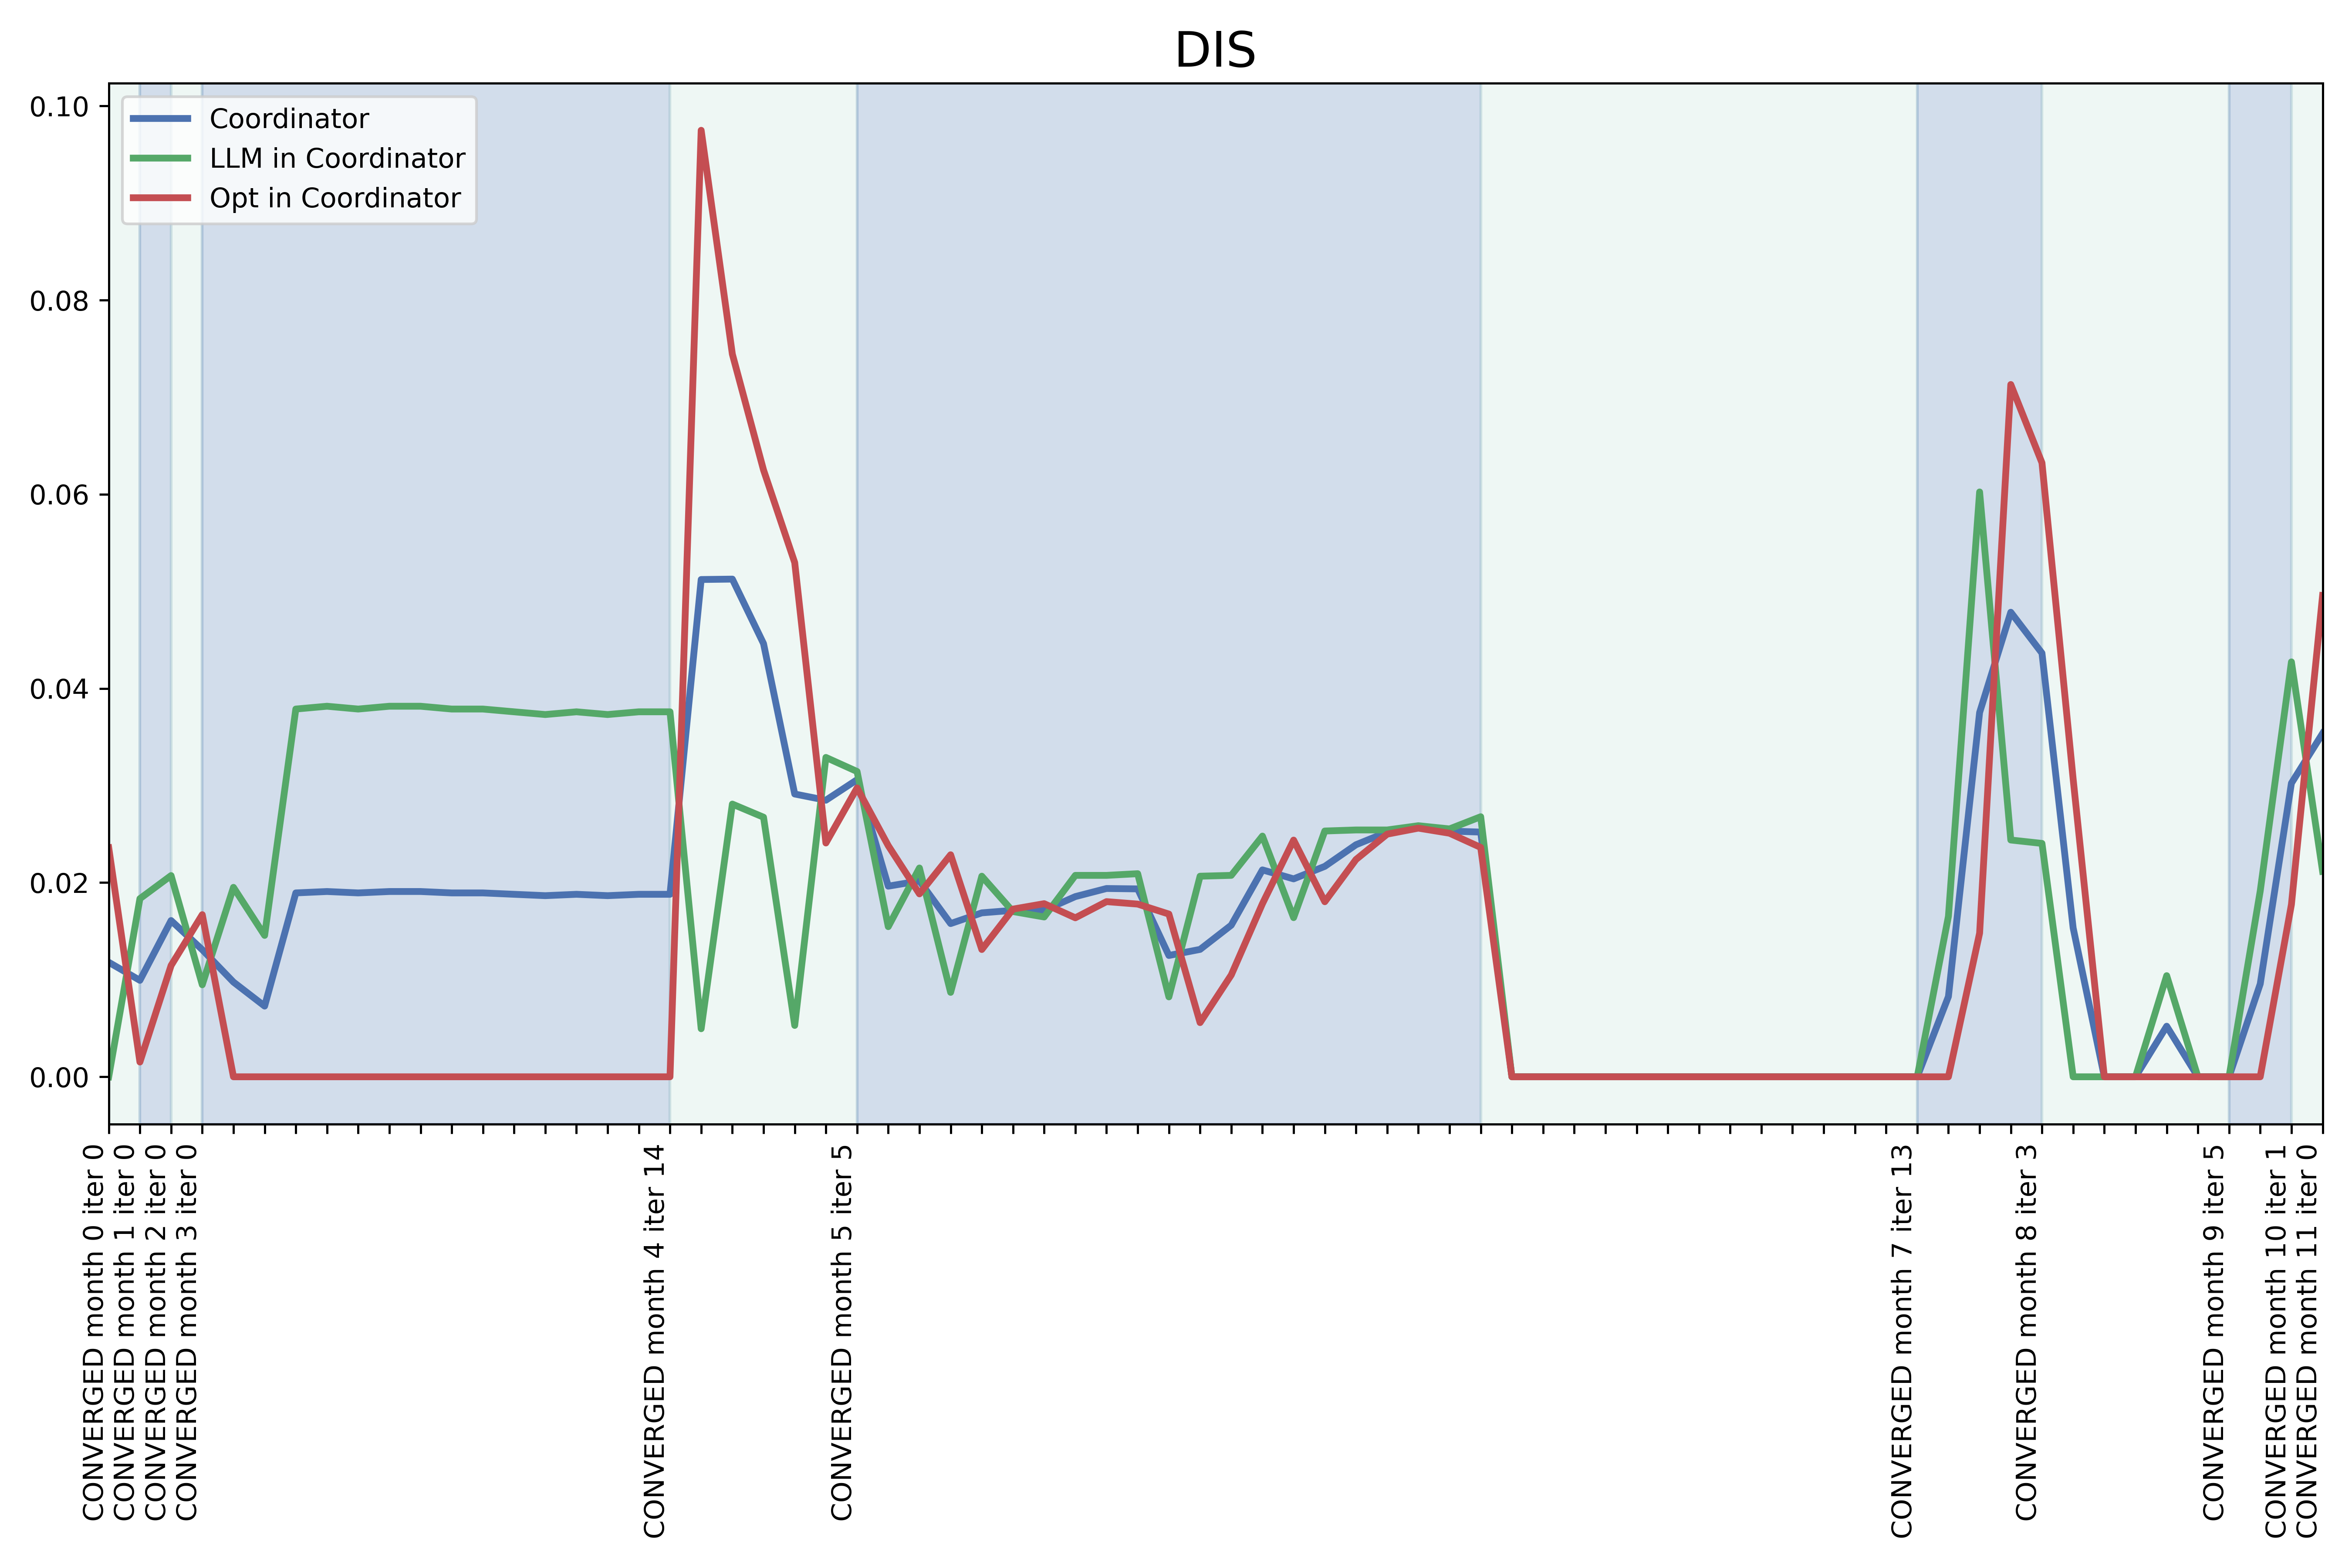 DIS
0.10
0.08
0.06
0.04
0.02
0.00
Coordinator
LLM in Coordinator
Opt in Coordinator
CONVERGED month 0 iter 0
CONVERGED month 1 iter 0
CONVERGED month 2 iter 0
CONVERGED month 3 iter 0
CONVERGED month 4 iter 14
CONVERGED month 5 iter 5
CONVERGED month 7 iter 13
CONVERGED month 8 iter 3
CONVERGED month 9 iter 5
CONVERGED month 10 iter 1
CONVERGED month 11 iter 0